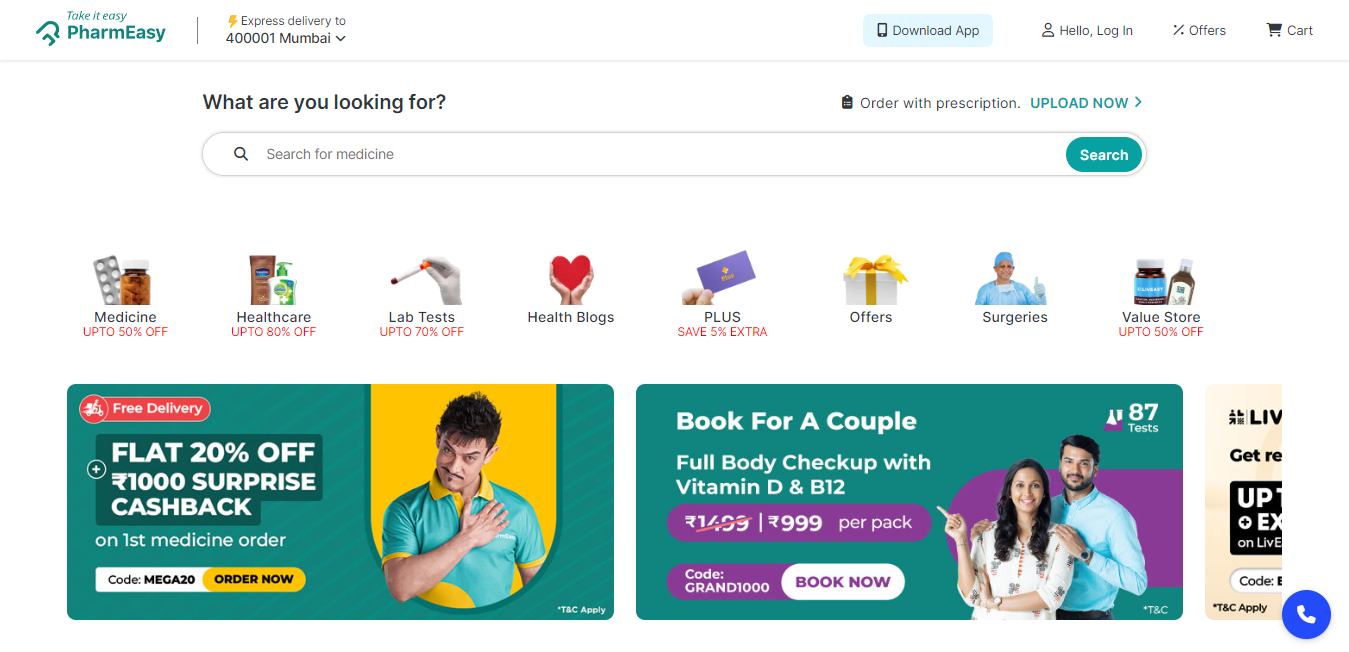 Take it easy
PharmEasy
Express delivery to
400001 Mumbai
Download App
Hello, Log In
Offers
Cart
What are you looking for?
Order with prescription. UPLOAD NOW
Search for medicine
Search
Medicine
UPTO 50% OFF
Healthcare
UPTO 80% OFF
Lab Tests
UPTO 70% OFF
Health Blogs
PLUS
SAVE 5% EXTRA
Offers
Surgeries
Value Store
UPTO 50% OFF
Free Delivery
FLAT 20% OFF
+ ₹1000 SURPRISE
CASHBACK
on 1st medicine order
Code: MEGA20 ORDER NOW
*T&C Apply
Book For A Couple
87
Tests
Full Body Checkup with
Vitamin D & B12
₹1499 | ₹999 per pack
Code:
GRAND1000
BOOK NOW
*T&C
Get re
UP
+ EX
on LivE
Code:
*T&C Apply